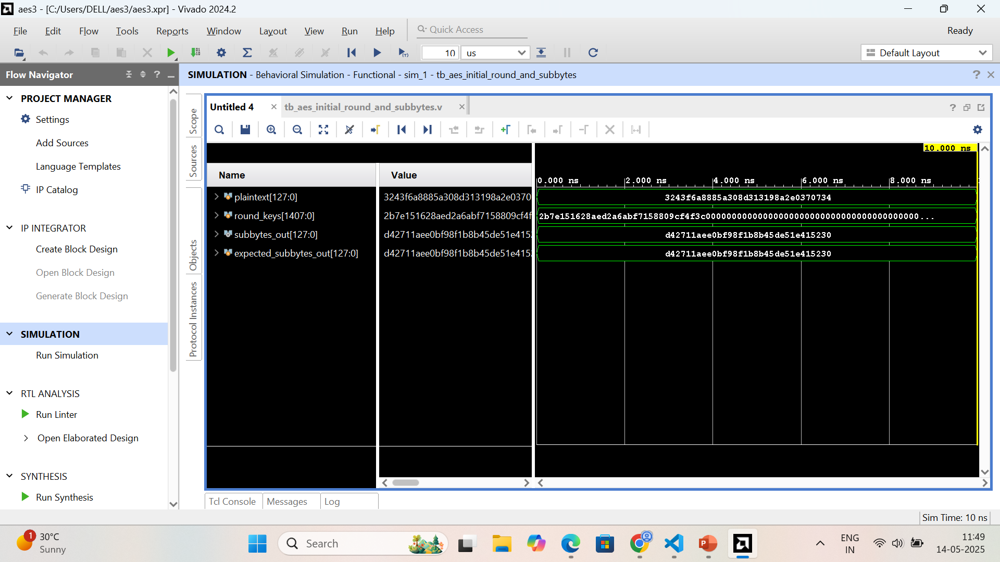 aes3 - [C:/Users/DELL/aes3/aes3.xpr] - Vivado 2024.2
File Edit Flow Tools Reports Window Layout View Run Help Quick Access Ready
10 us Default Layout
Flow Navigator
SIMULATION - Behavioral Simulation - Functional - sim_1 - tb_aes_initial_round_and_subbytes
PROJECT MANAGER
Settings
Add Sources
Language Templates
IP Catalog
IP INTEGRATOR
Create Block Design
Open Block Design
Generate Block Design
SIMULATION
Run Simulation
RTL ANALYSIS
Run Linter
Open Elaborated Design
SYNTHESIS
Run Synthesis
Scope
Sources
Objects
Protocol Instances
Untitled 4 tb_aes_initial_round_and_subbytes.v
10.000 ns
Name Value 0.000 ns 2.000 ns 4.000 ns 6.000 ns 8.000 ns
plaintext[127:0] 3243f6a8885a308d313198a2e0370 3243f6a8885a308d313198a2e0370734
round_keys[1407:0] 2b7e151628aed2a6abf7158809cf4f 2b7e151628aed2a6abf7158809cf4f3c00000000000000000000000000000000000000000...
subbytes_out[127:0] d42711aee0bf98f1b8b45de51e415 d42711aee0bf98f1b8b45de51e415230
expected_subbytes_out[127:0] d42711aee0bf98f1b8b45de51e415 d42711aee0bf98f1b8b45de51e415230
Tcl Console Messages Log
Sim Time: 10 ns
1 30°C
Sunny
Search
ENG
IN
11:49
14-05-2025